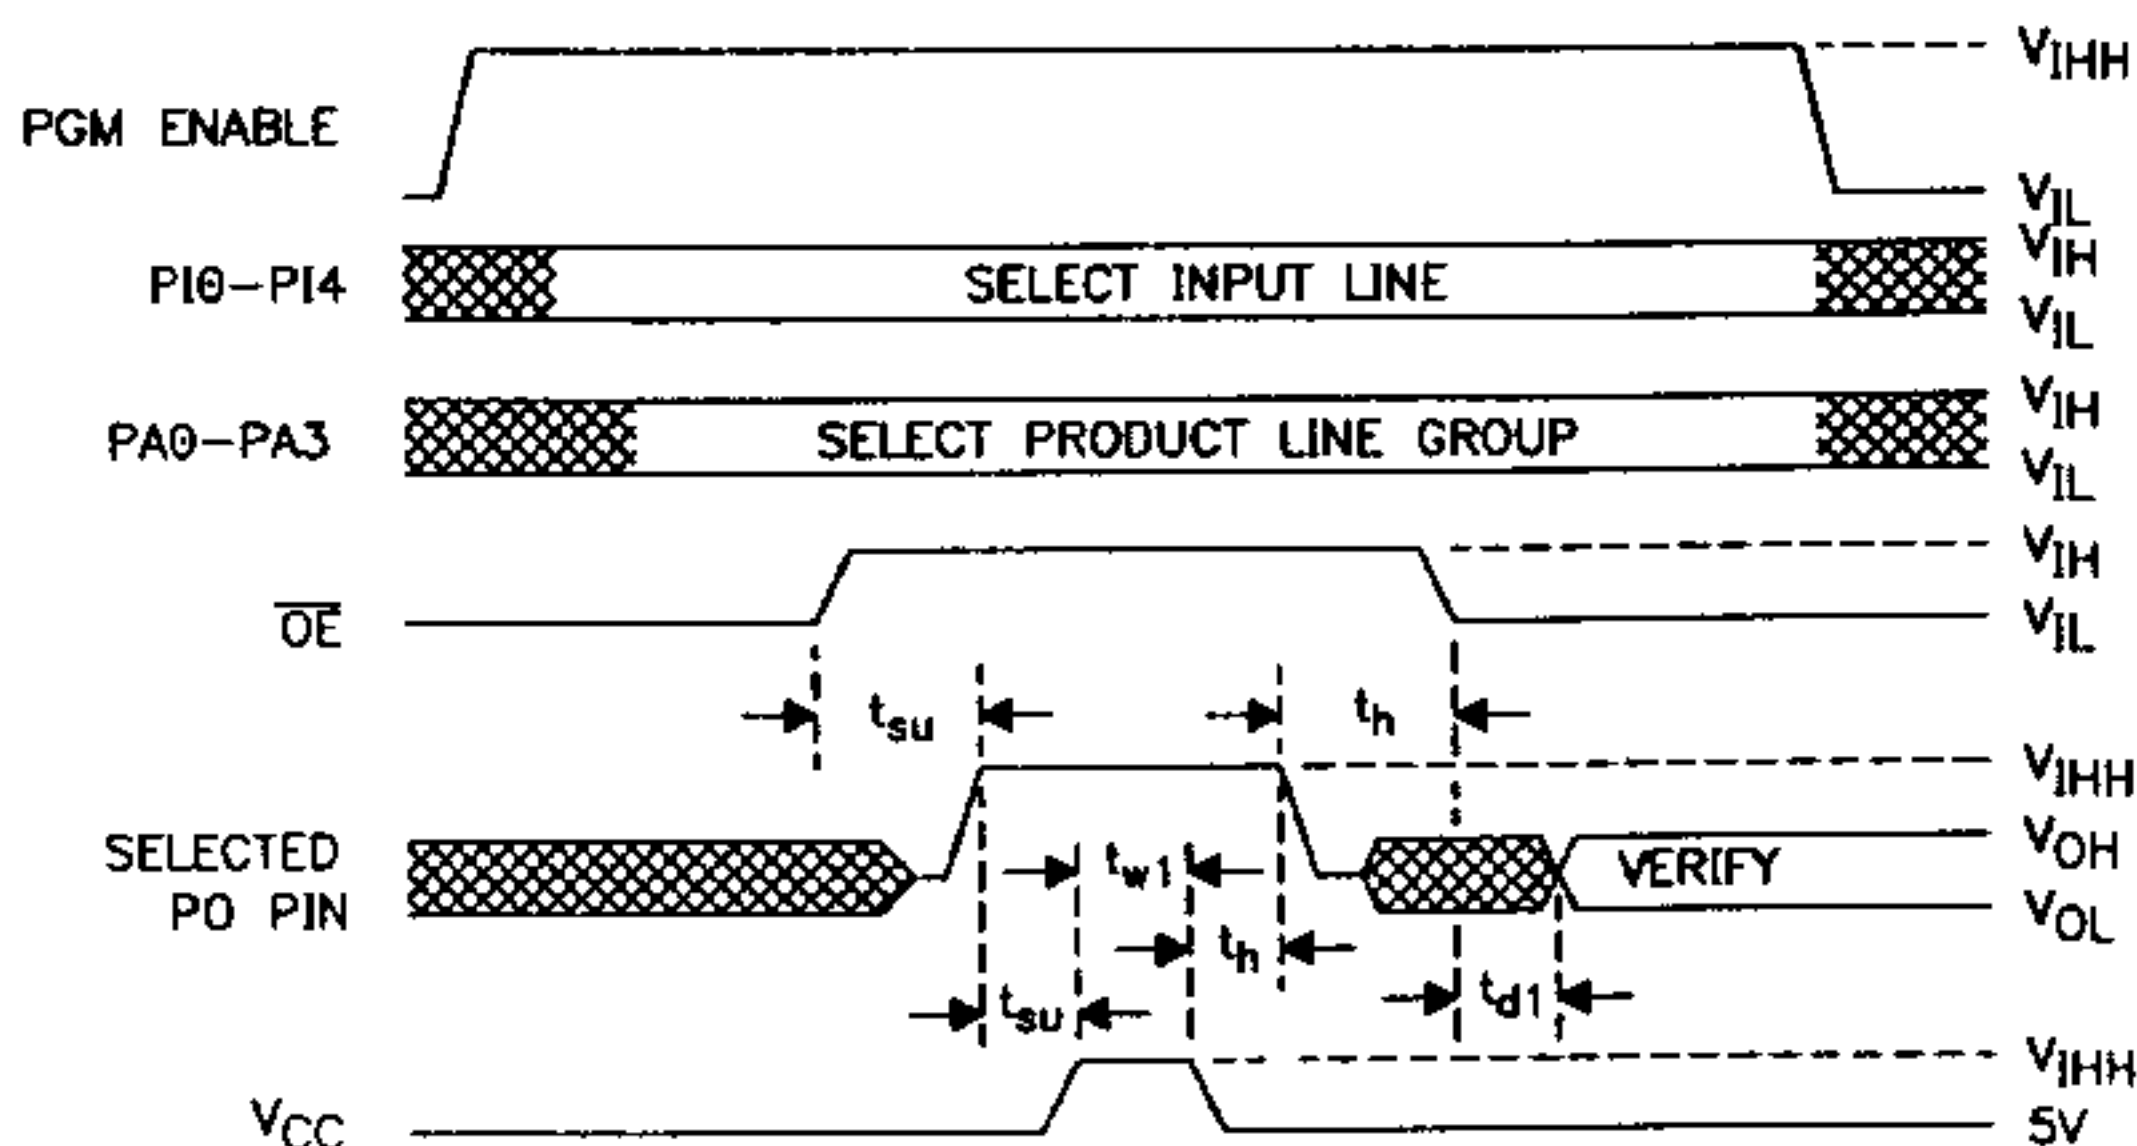 PGM ENABLE
VIHH
VIL
PI0-PI4
SELECT INPUT LINE
VIH
VIL
PA0-PA3
SELECT PRODUCT LINE GROUP
VIH
VIL
OE
VIH
VIL
tsu
th
SELECTED
PO PIN
VIHH
tw1
VERIFY
VOH
VOL
th
tsu
td1
VCC
VIHH
5V